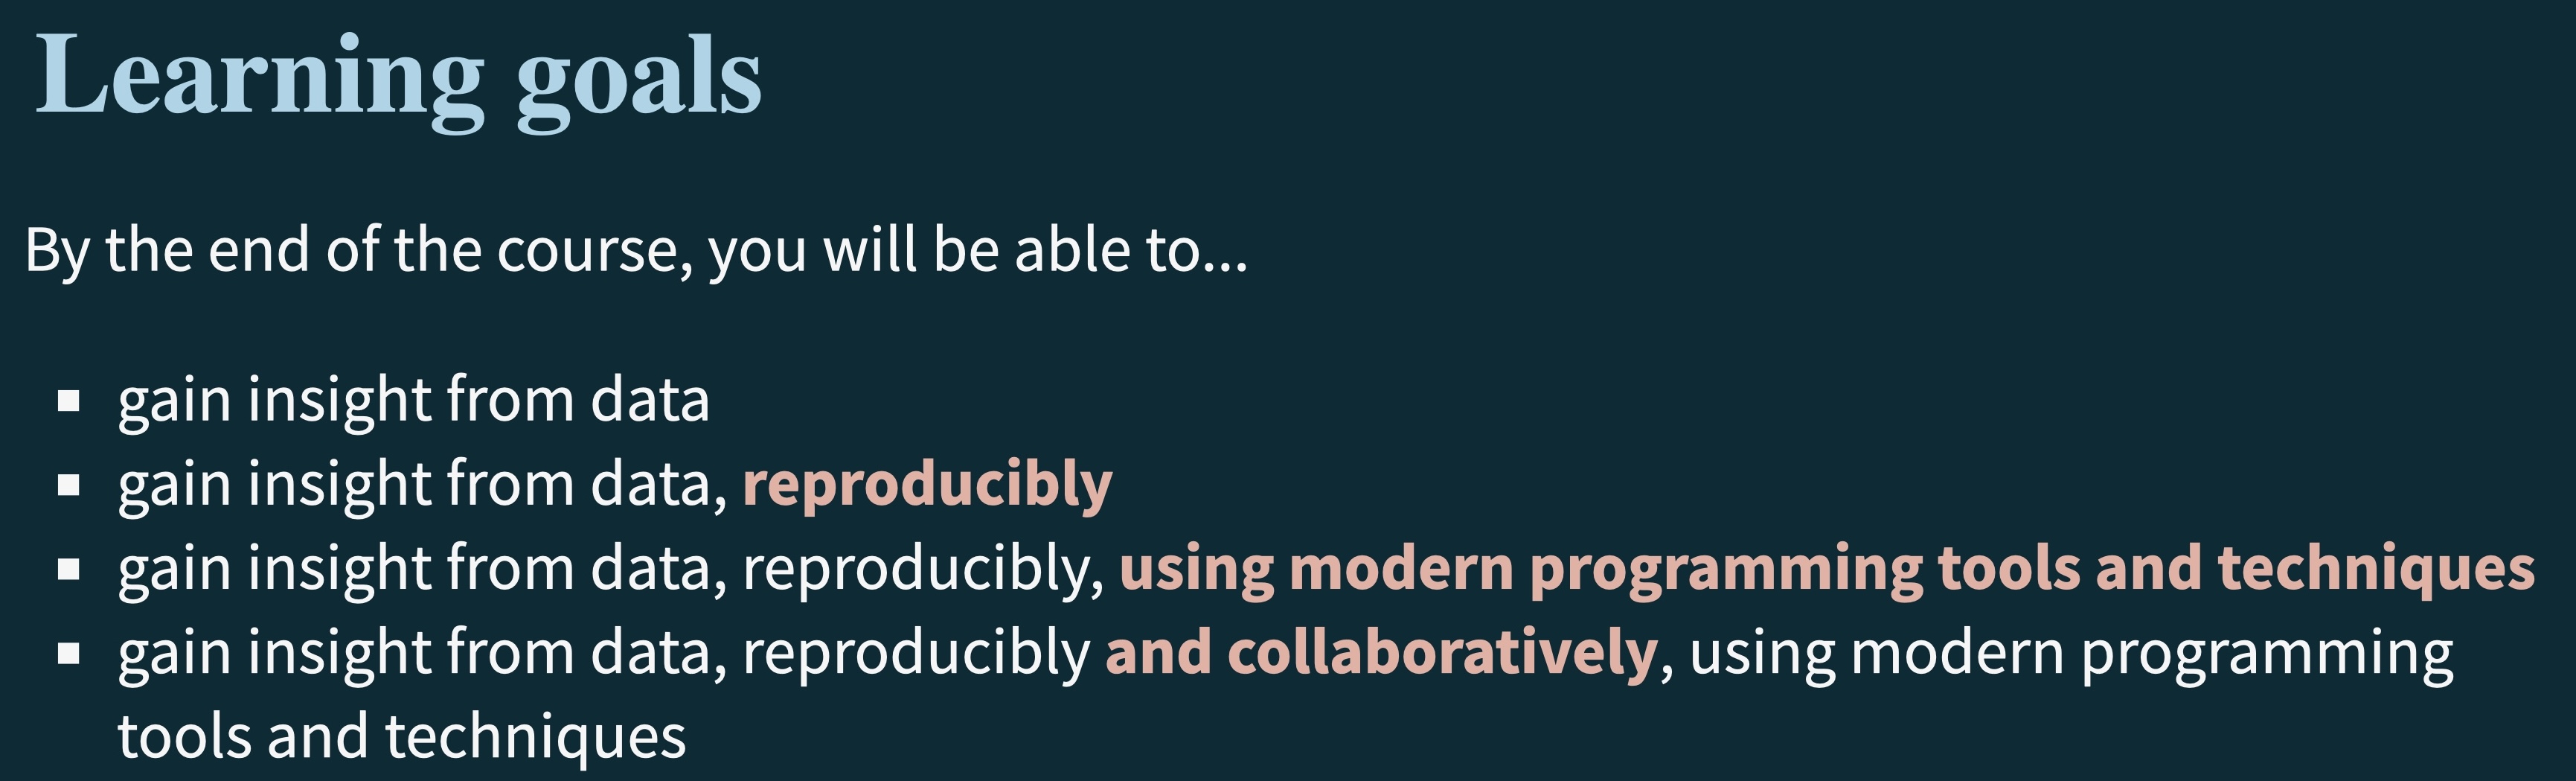 Learning goals
By the end of the course, you will be able to...
▪ gain insight from data
▪ gain insight from data, reproducibly
▪ gain insight from data, reproducibly, using modern programming tools and techniques
▪ gain insight from data, reproducibly and collaboratively, using modern programming
tools and techniques